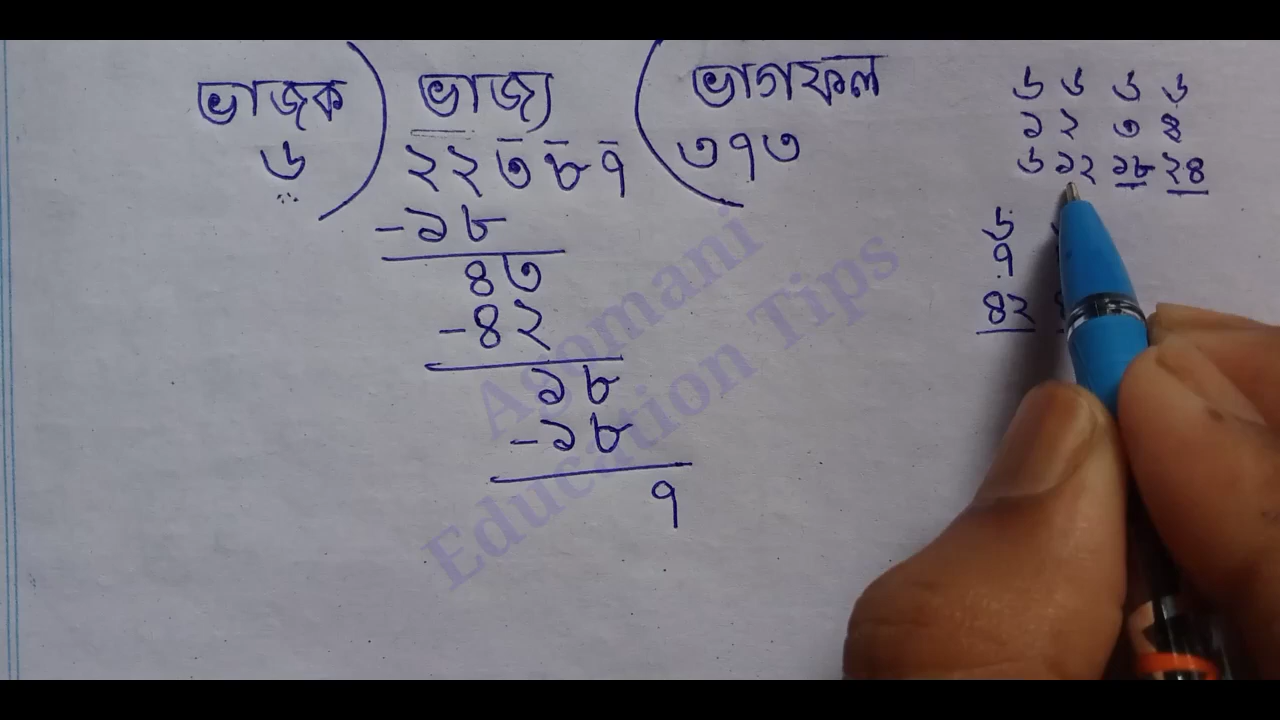 ভাজক ) ভাজ্য ( ভাগফল
৬ ২২৩৮৭ ৩৭৩
- ১৮
৪৩
- ৪২
১৮
- ১৮
৭
৬ ৬ ৬ ৬
১ ২ ৩ ৪
৬ ১২ ১৮ ২৪
৬
৭
৪২
Agomani
Education Tips